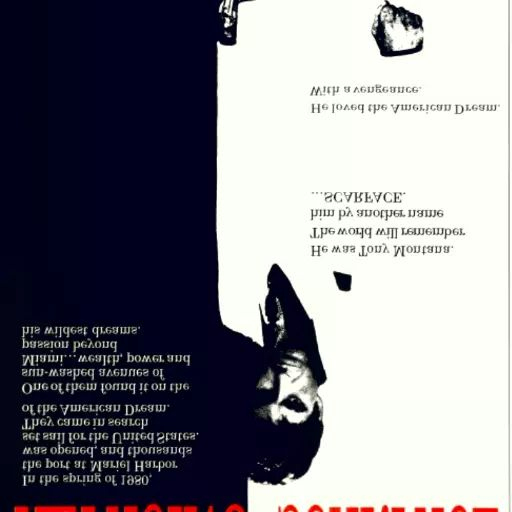 In the spring of 1980,
the port at Mariel Harbor
was opened, and thousands
set sail for the United States.
They came in search
of the American Dream.
One of them found it on the
sun-washed avenues of
Miami...wealth, power and
passion beyond
his wildest dreams.
He was Tony Montana.
The world will remember
him by another name
...SCARFACE.
He loved the American Dream.
With a vengeance.